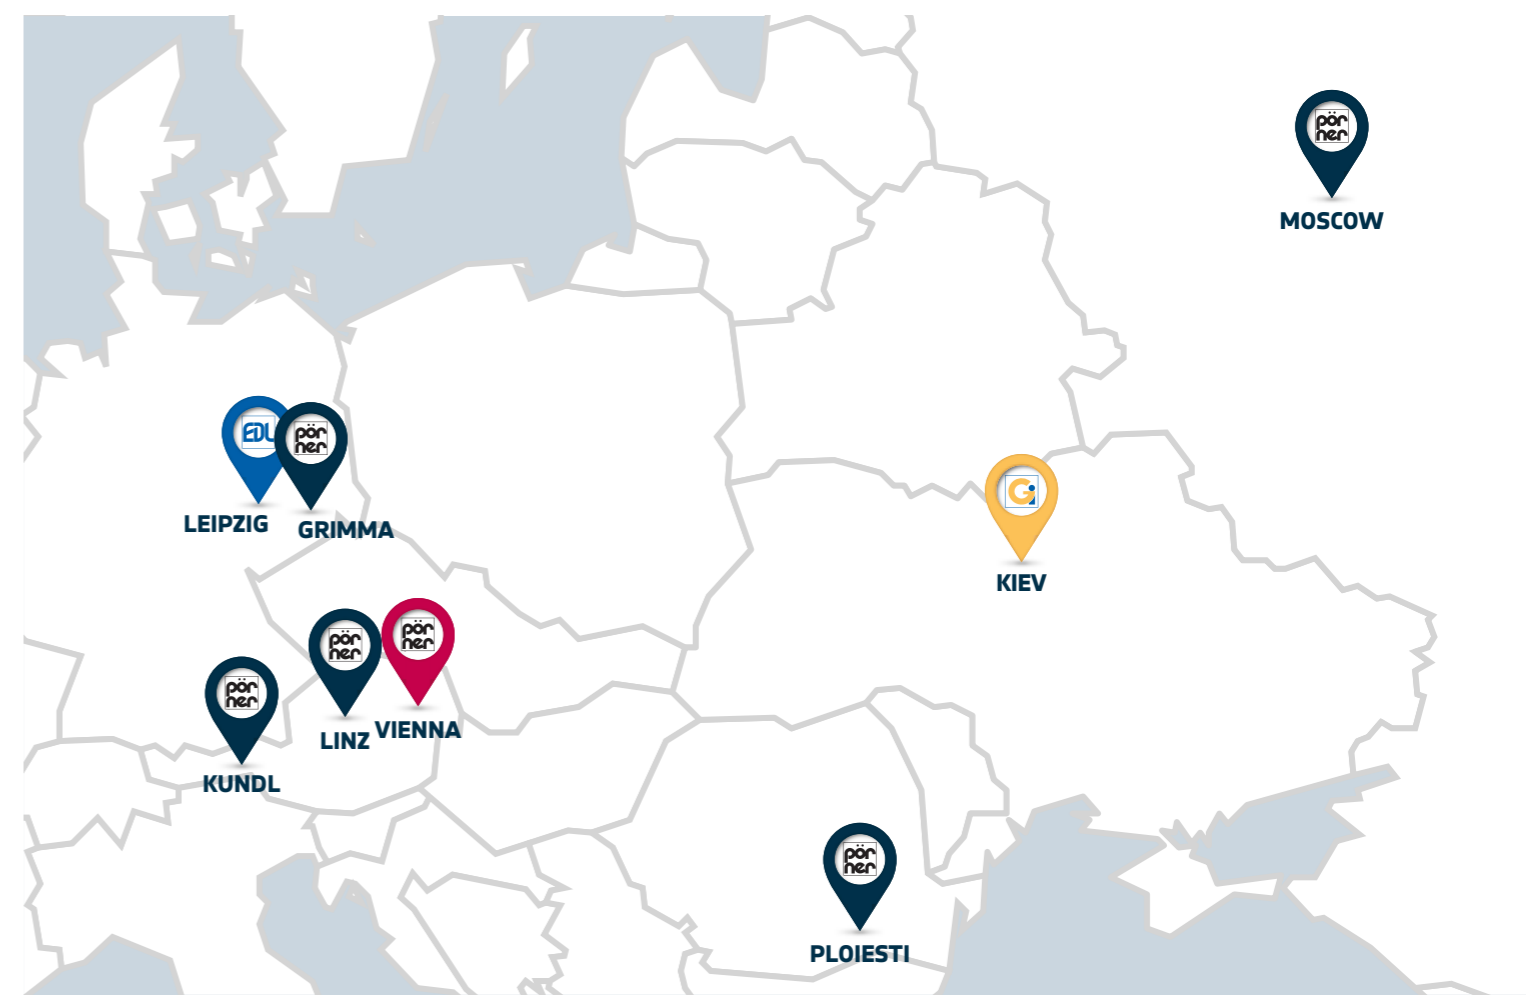 pör
ner
MOSCOW
EDL
pör
ner
LEIPZIG
GRIMMA
Gi
KIEV
pör
ner
pör
ner
pör
ner
LINZ
VIENNA
KUNDL
pör
ner
PLOIESTI